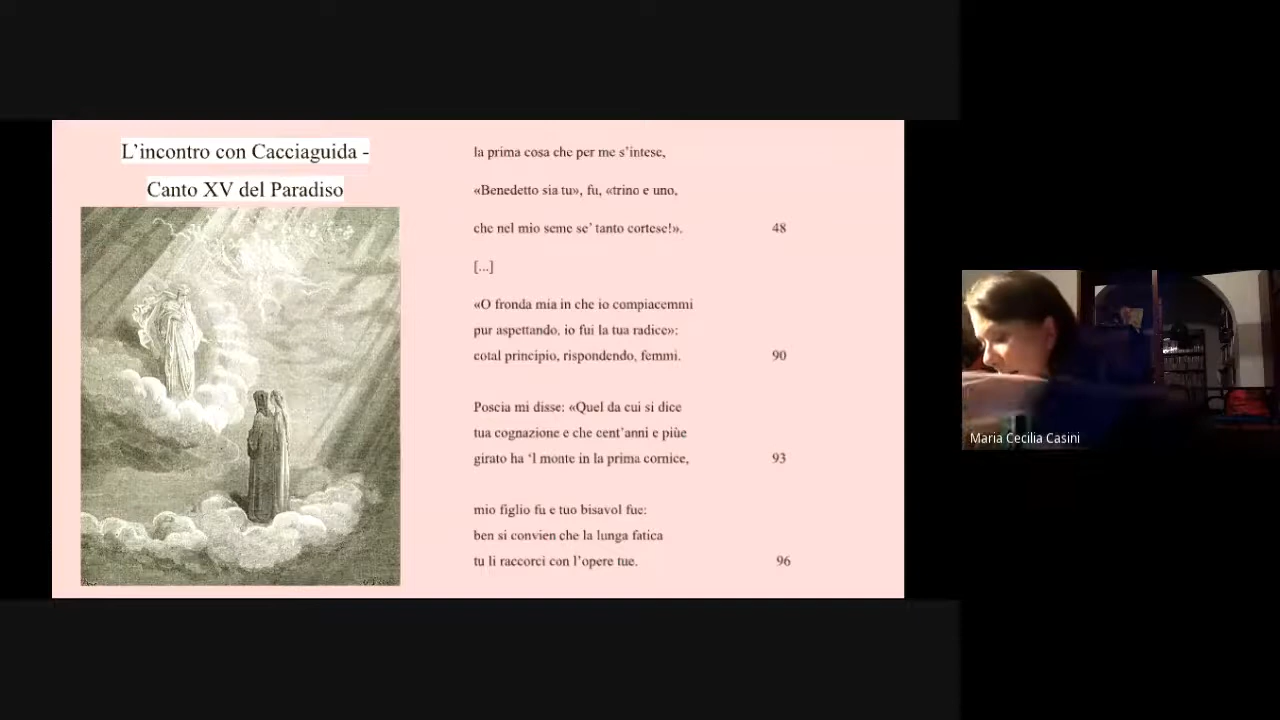 L’incontro con Cacciaguida -
Canto XV del Paradiso
la prima cosa che per me s’intese,
«Benedetto sia tu», fu, «trino e uno,
che nel mio seme se’ tanto cortese!». 48
[...]
«O fronda mia in che io compiacemmi
pur aspettando, io fui la tua radice»:
cotal principio, rispondendo, femmi. 90
Poscia mi disse: «Quel da cui si dice
tua cognazione e che cent’anni e piùe
girato ha ‘l monte in la prima cornice, 93
mio figlio fu e tuo bisavol fue:
ben si convien che la lunga fatica
tu li raccorci con l’opere tue. 96
Maria Cecilia Casini